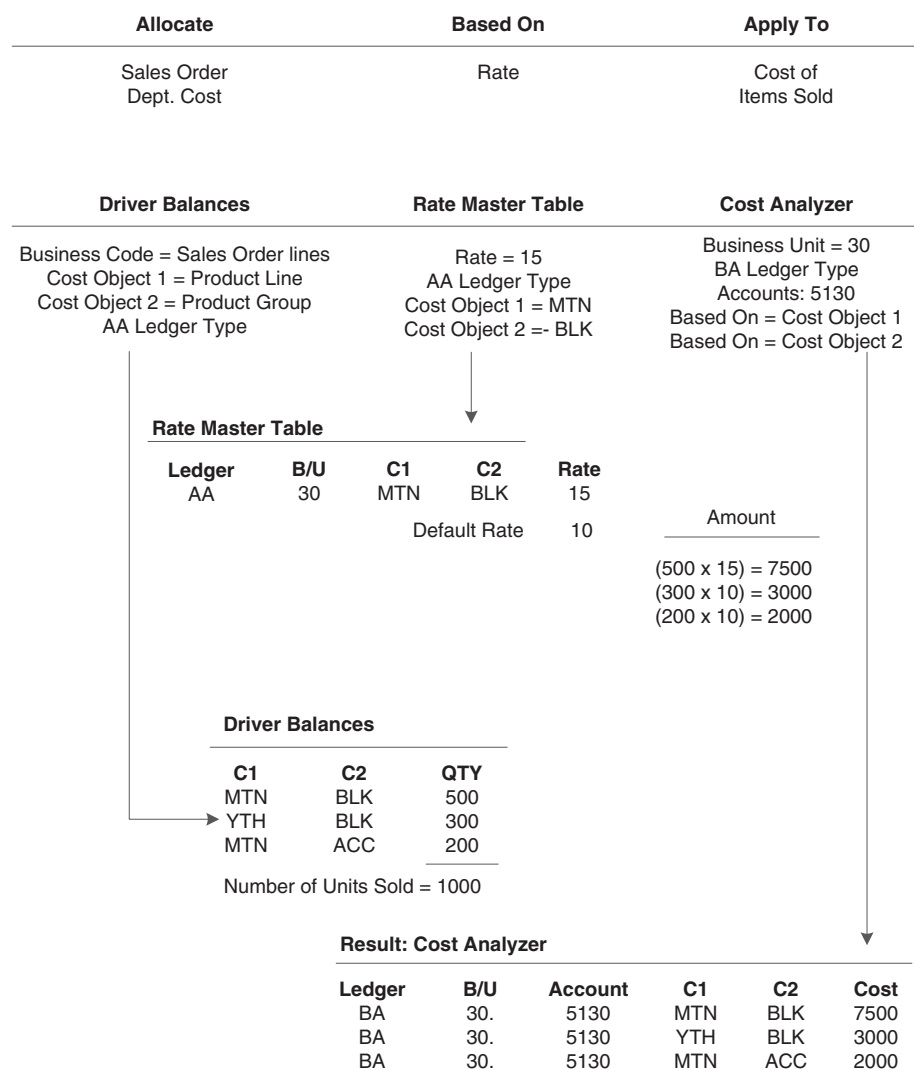 Allocate Based On Apply To
Sales Order Rate Cost of
Dept. Cost Items Sold
Driver Balances Rate Master Table Cost Analyzer
Business Code = Sales Order lines
Cost Object 1 = Product Line
Cost Object 2 = Product Group
AA Ledger Type
Rate = 15
AA Ledger Type
Cost Object 1 = MTN
Cost Object 2 =- BLK
Business Unit = 30
BA Ledger Type
Accounts: 5130
Based On = Cost Object 1
Based On = Cost Object 2
Rate Master Table
Ledger B/U C1 C2 Rate
AA 30 MTN BLK 15
Default Rate 10
Amount
(500 x 15) = 7500
(300 x 10) = 3000
(200 x 10) = 2000
Driver Balances
C1 C2 QTY
MTN BLK 500
YTH BLK 300
MTN ACC 200
Number of Units Sold = 1000
Result: Cost Analyzer
Ledger B/U Account C1 C2 Cost
BA 30. 5130 MTN BLK 7500
BA 30. 5130 YTH BLK 3000
BA 30. 5130 MTN ACC 2000